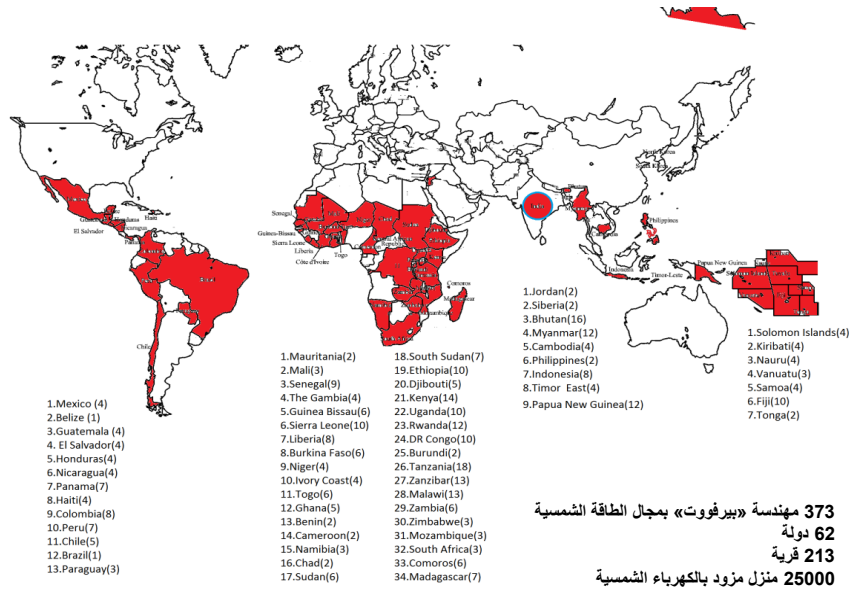 North Korea
South Korea
Bhutan
Haiti
El Salvador
Nicaragua
Senegal
Guinea-Bissau
Sierra Leone
Liberia
Togo
Côte d'Ivoire
Comoros
Philippines
Indonesia
Timor-Leste
Papua New Guinea
Chile
1.Mexico (4)
2.Belize (1)
3.Guatemala (4)
4. El Salvador(4)
5.Honduras(4)
6.Nicaragua(4)
7.Panama(7)
8.Haiti(4)
9.Colombia(8)
10.Peru(7)
11.Chile(5)
12.Brazil(1)
13.Paraguay(3)
1.Mauritania(2)
2.Mali(3)
3.Senegal(9)
4.The Gambia(4)
5.Guinea Bissau(6)
6.Sierra Leone(10)
7.Liberia(8)
8.Burkina Faso(6)
9.Niger(4)
10.Ivory Coast(4)
11.Togo(6)
12.Ghana(5)
13.Benin(2)
14.Cameroon(2)
15.Namibia(3)
16.Chad(2)
17.Sudan(6)
18.South Sudan(7)
19.Ethiopia(10)
20.Djibouti(5)
21.Kenya(14)
22.Uganda(10)
23.Rwanda(12)
24.DR Congo(10)
25.Burundi(2)
26.Tanzania(18)
27.Zanzibar(13)
28.Malawi(13)
29.Zambia(6)
30.Zimbabwe(3)
31.Mozambique(3)
32.South Africa(3)
33.Comoros(6)
34.Madagascar(7)
1.Jordan(2)
2.Siberia(2)
3.Bhutan(16)
4.Myanmar(12)
5.Cambodia(4)
6.Philippines(2)
7.Indonesia(8)
8.Timor East(4)
9.Papua New Guinea(12)
1.Solomon Islands(4)
2.Kiribati(4)
3.Nauru(4)
4.Vanuatu(3)
5.Samoa(4)
6.Fiji(10)
7.Tonga(2)
373 مهندسة «بيرفووت» بمجال الطاقة الشمسية
62 دولة
213 قرية
25000 منزل مزود بالكهرباء الشمسية